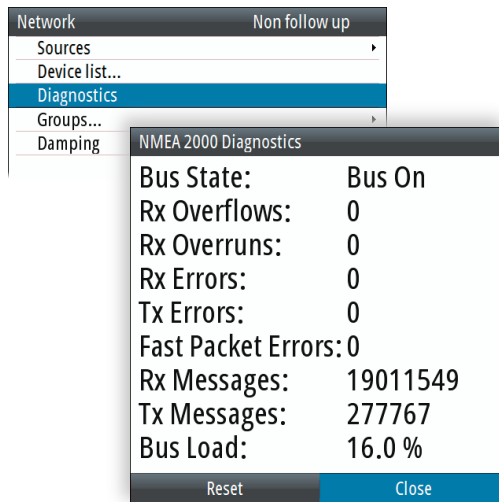 Network Non follow up
Sources
Device list...
Diagnostics
Groups...
Damping
NMEA 2000 Diagnostics
Bus State: Bus On
Rx Overflows: 0
Rx Overruns: 0
Rx Errors: 0
Tx Errors: 0
Fast Packet Errors: 0
Rx Messages: 19011549
Tx Messages: 277767
Bus Load: 16.0 %
Reset Close